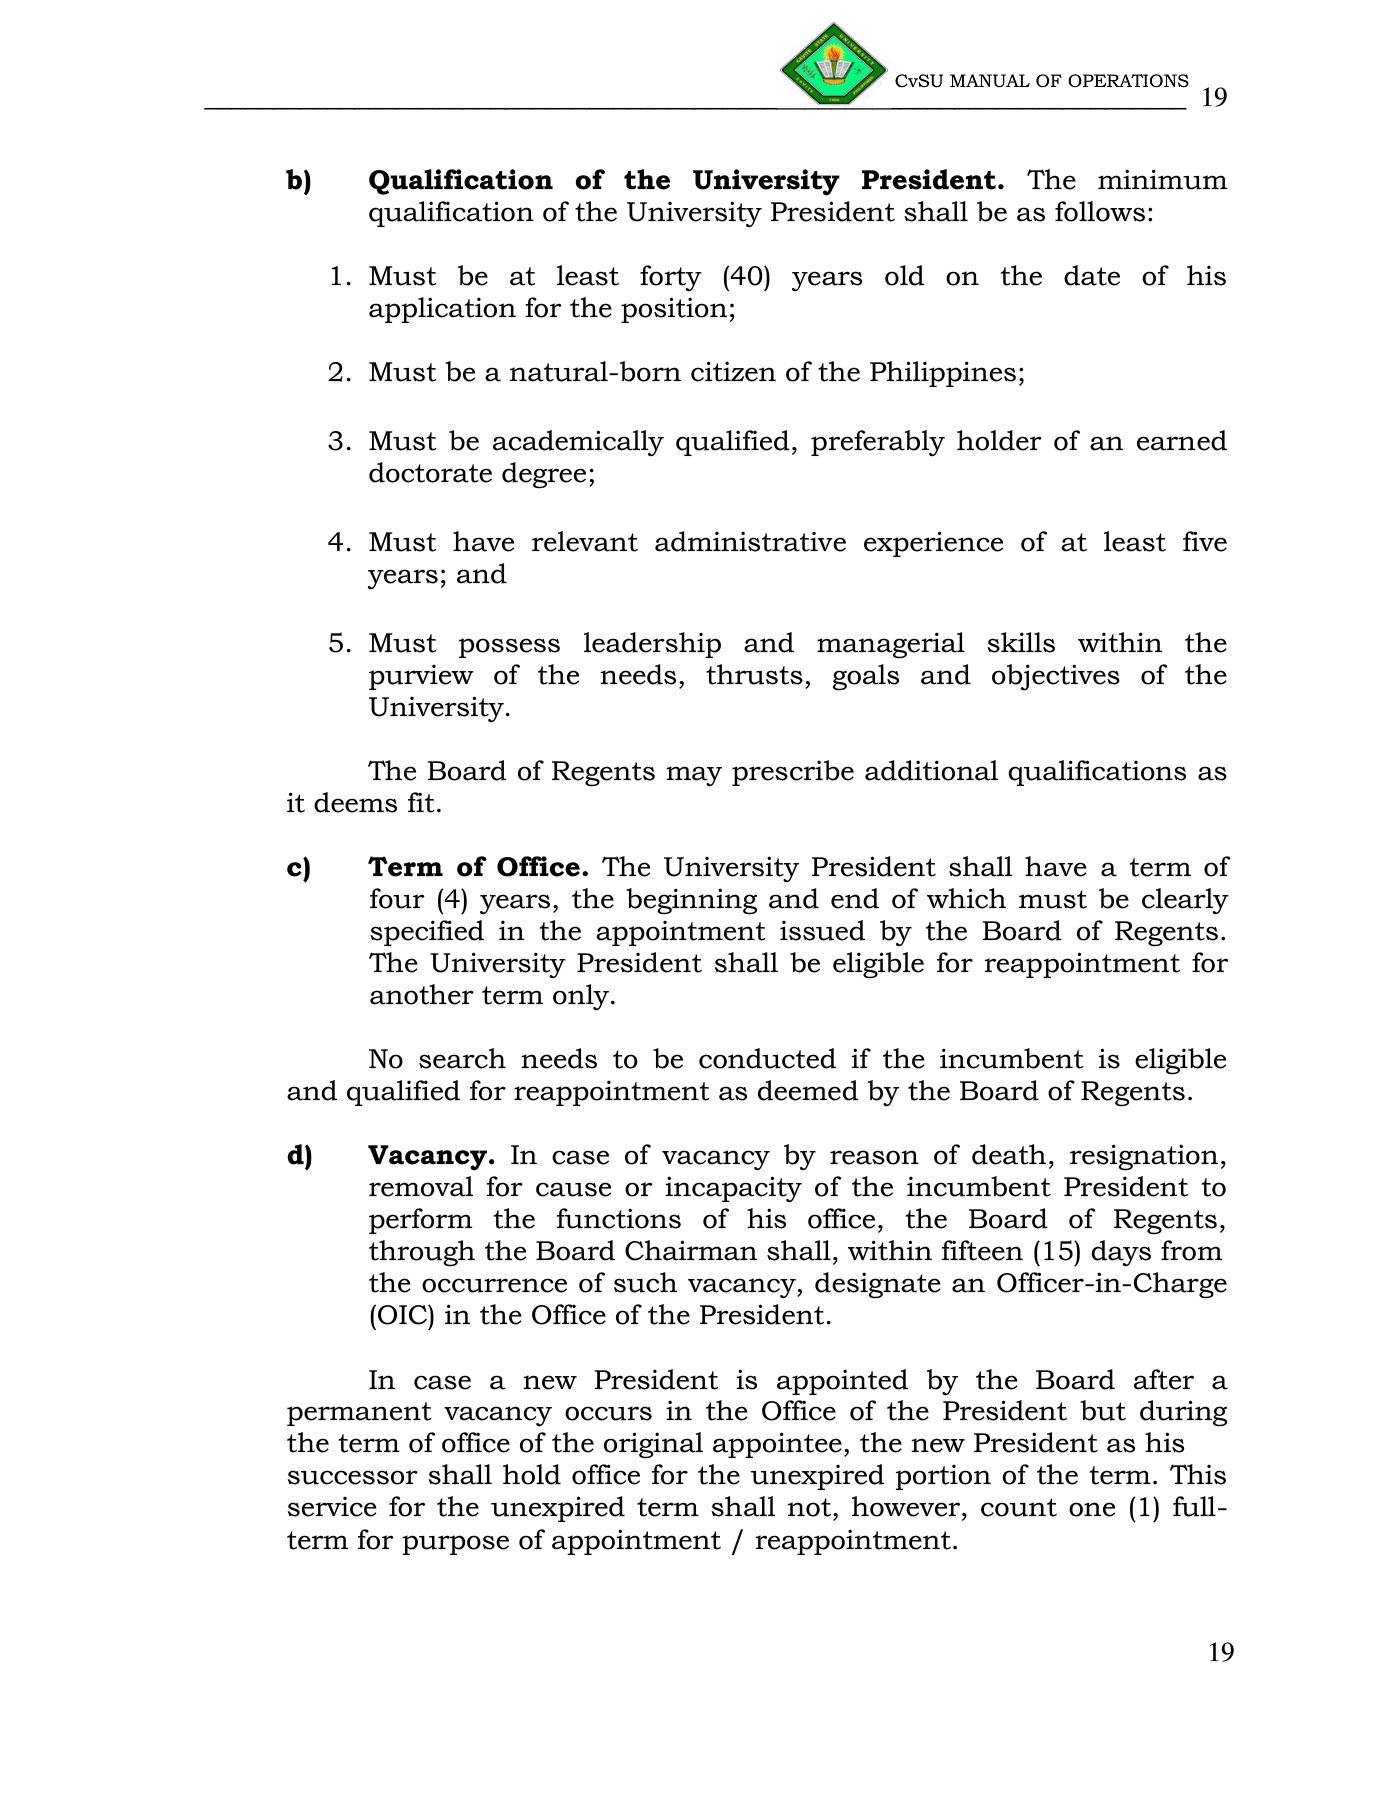 CvSU MANUAL OF OPERATIONS 19
b) Qualification of the University President. The minimum
qualification of the University President shall be as follows:
1. Must be at least forty (40) years old on the date of his
application for the position;
2. Must be a natural-born citizen of the Philippines;
3. Must be academically qualified, preferably holder of an earned
doctorate degree;
4. Must have relevant administrative experience of at least five
years; and
5. Must possess leadership and managerial skills within the
purview of the needs, thrusts, goals and objectives of the
University.
The Board of Regents may prescribe additional qualifications as
it deems fit.
c) Term of Office. The University President shall have a term of
four (4) years, the beginning and end of which must be clearly
specified in the appointment issued by the Board of Regents.
The University President shall be eligible for reappointment for
another term only.
No search needs to be conducted if the incumbent is eligible
and qualified for reappointment as deemed by the Board of Regents.
d) Vacancy. In case of vacancy by reason of death, resignation,
removal for cause or incapacity of the incumbent President to
perform the functions of his office, the Board of Regents,
through the Board Chairman shall, within fifteen (15) days from
the occurrence of such vacancy, designate an Officer-in-Charge
(OIC) in the Office of the President.
In case a new President is appointed by the Board after a
permanent vacancy occurs in the Office of the President but during
the term of office of the original appointee, the new President as his
successor shall hold office for the unexpired portion of the term. This
service for the unexpired term shall not, however, count one (1) full-
term for purpose of appointment / reappointment.
19